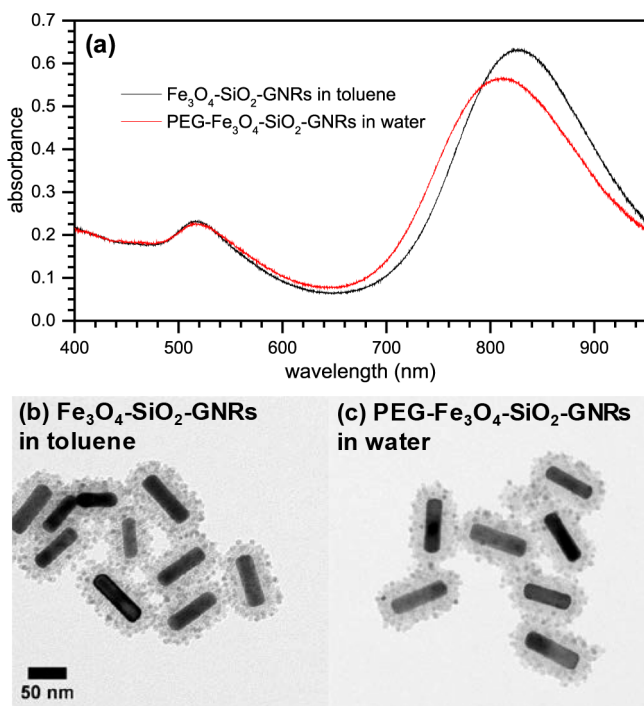 (a)
Fe₃O₄-SiO₂-GNRs in toluene
PEG-Fe₃O₄-SiO₂-GNRs in water
absorbance
0.7
0.6
0.5
0.4
0.3
0.2
0.1
0.0
400 500 600 700 800 900
wavelength (nm)
(b) Fe₃O₄-SiO₂-GNRs
in toluene
(c) PEG-Fe₃O₄-SiO₂-GNRs
in water
50 nm